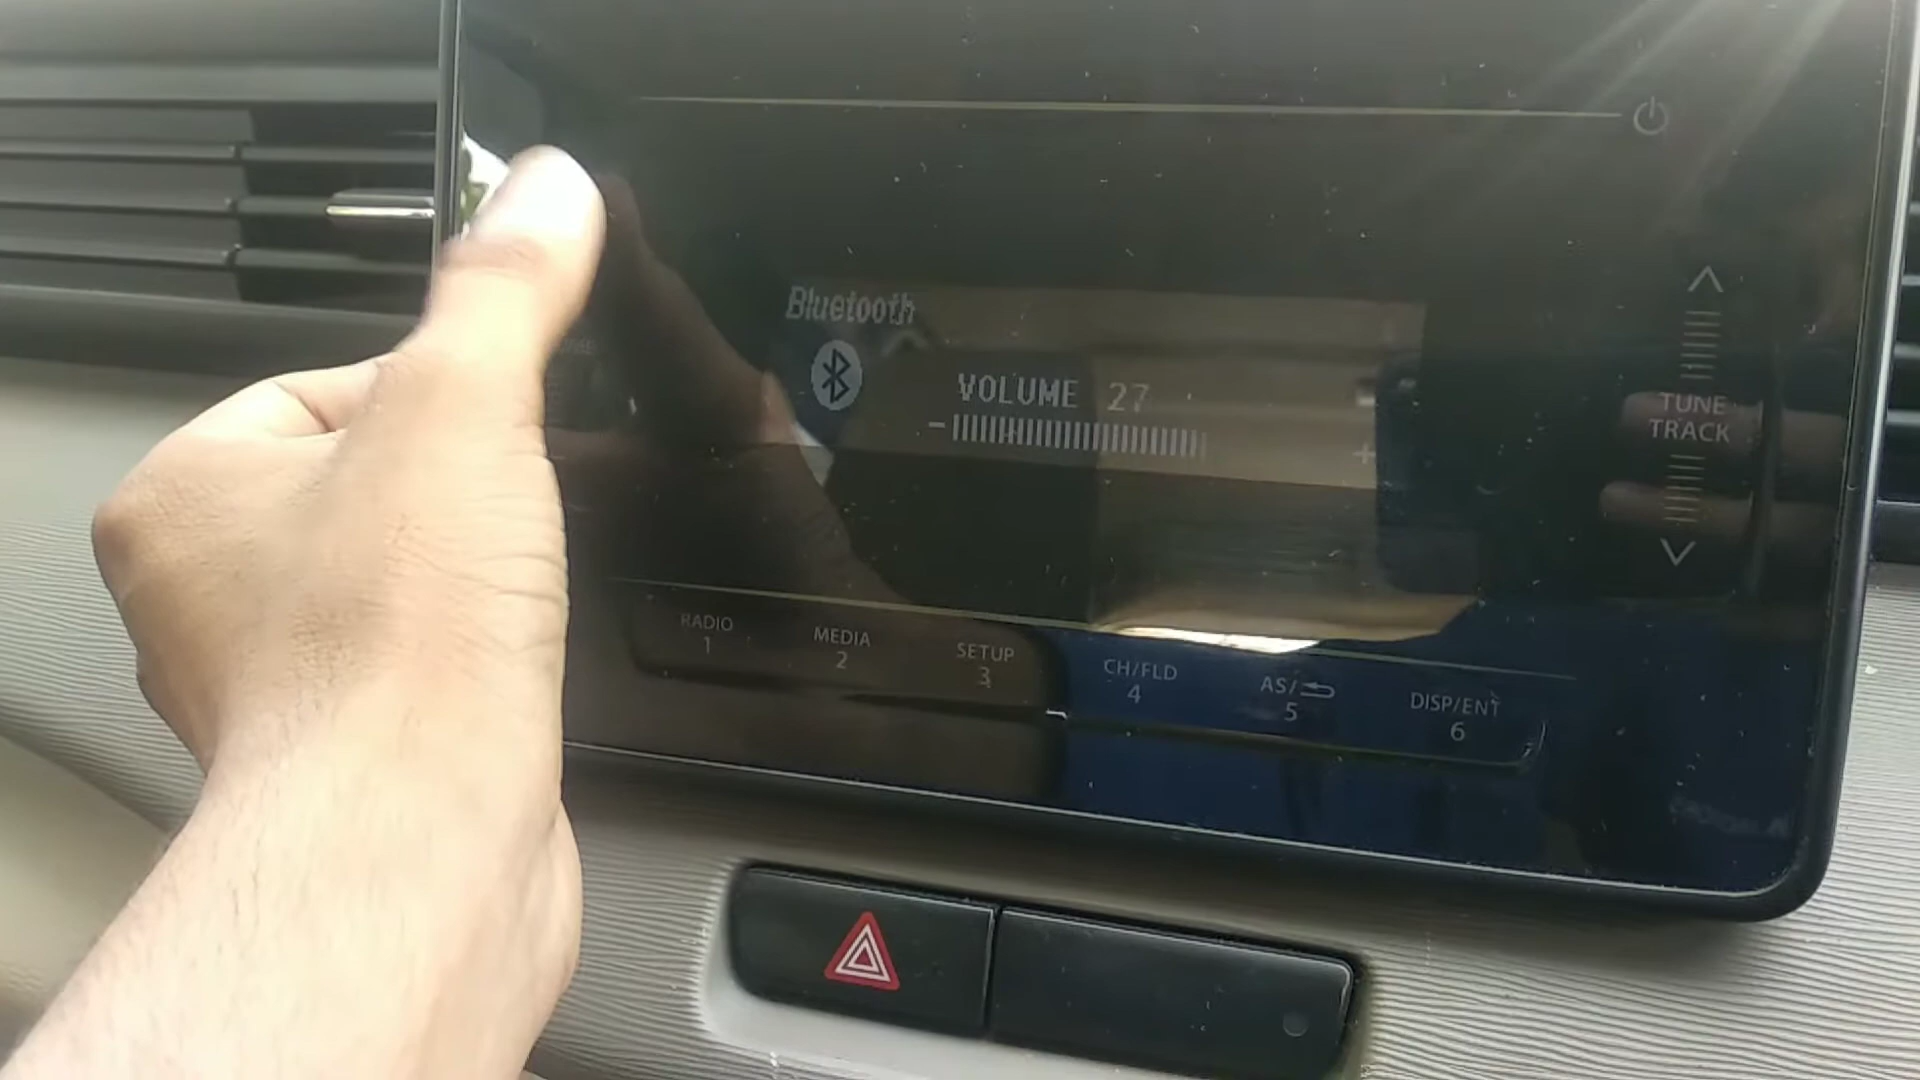 Bluetooth
VOLUME 27
- +
TUNE
TRACK
RADIO
1
MEDIA
2
SETUP
3
CH/FLD
4
AS/
5
DISP/ENT
6